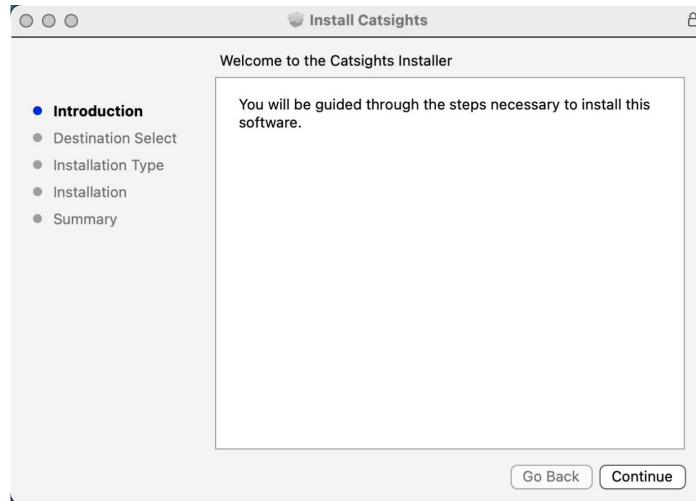 Install Catsights
Welcome to the Catsights Installer
Introduction
Destination Select
Installation Type
Installation
Summary
You will be guided through the steps necessary to install this
software.
Go Back
Continue